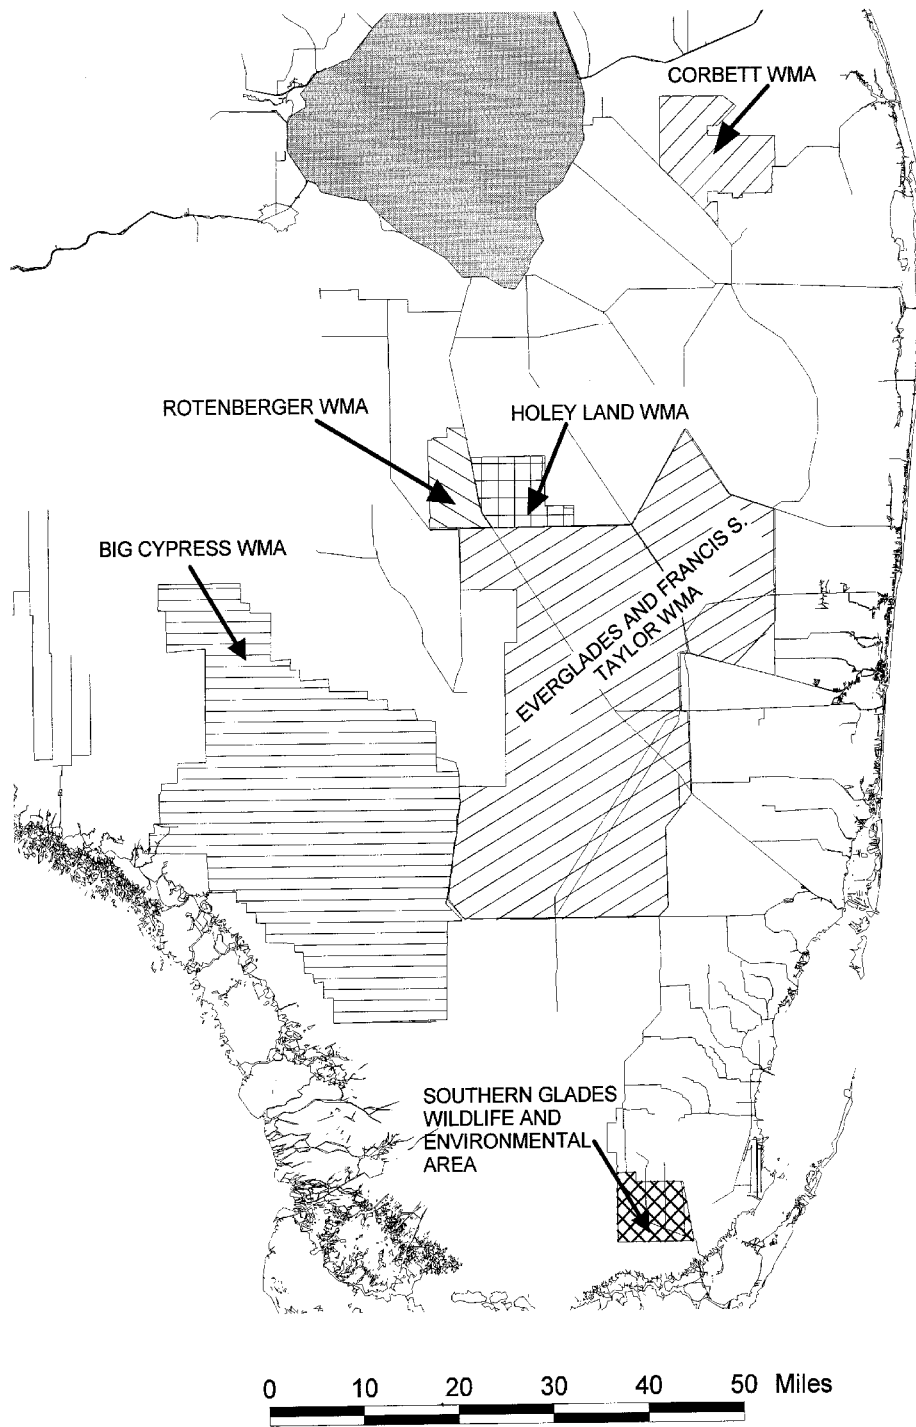 CORBETT WMA
ROTENBERGER WMA
HOLEY LAND WMA
BIG CYPRESS WMA
EVERGLADES AND FRANCIS S.
TAYLOR WMA
SOUTHERN GLADES
WILDLIFE AND
ENVIRONMENTAL
AREA
0 10 20 30 40 50 Miles